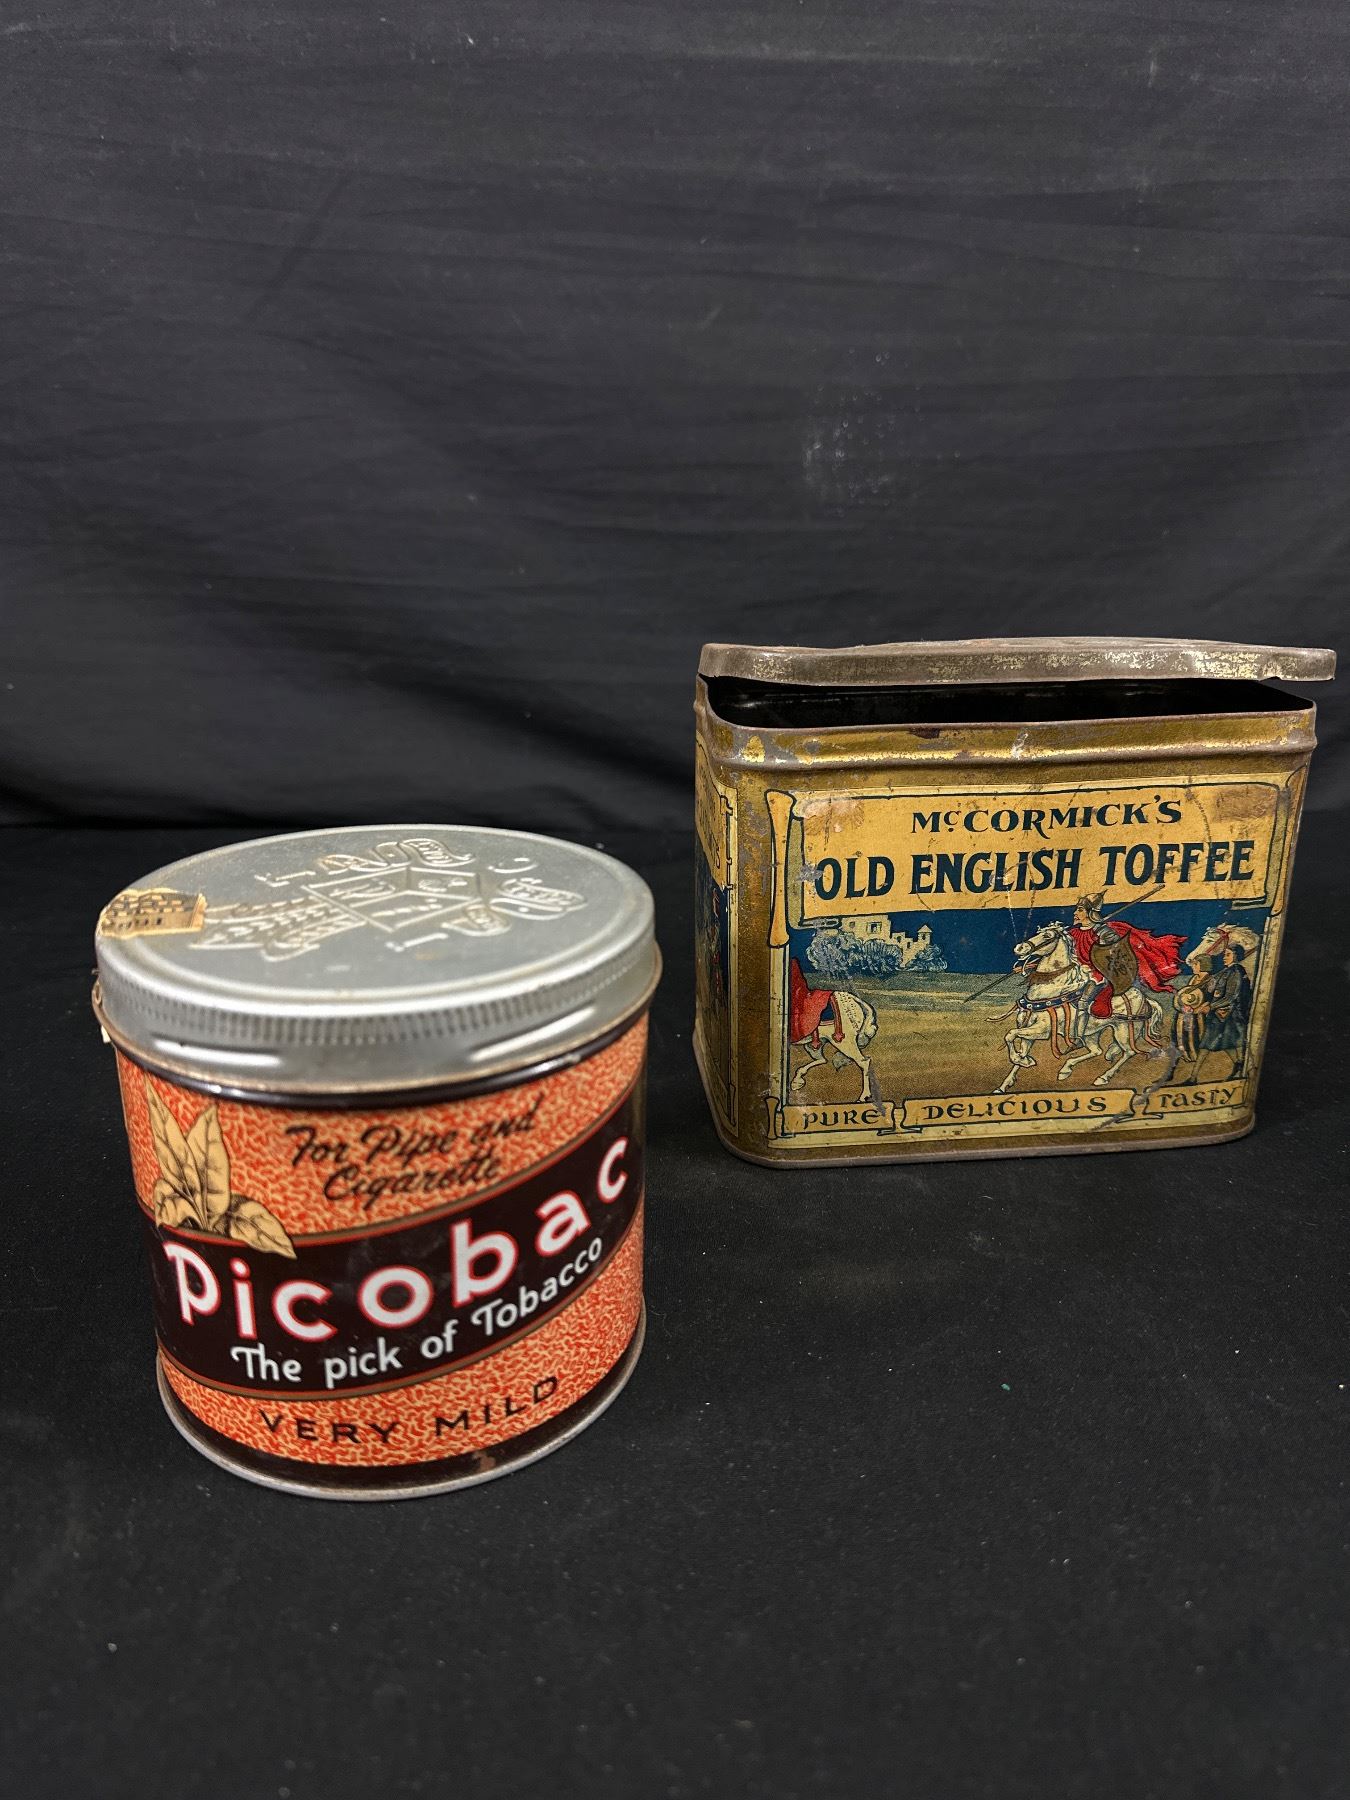 For Pipe and
Cigarette
Picobac
The pick of Tobacco
VERY MILD
McCORMICK'S
OLD ENGLISH TOFFEE
PURE DELICIOUS TASTY